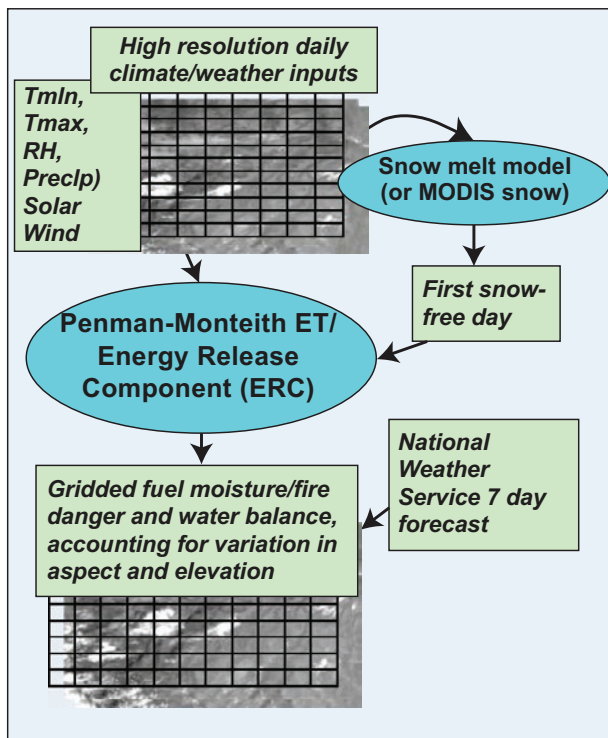 High resolution daily
climate/weather inputs
Tmln,
Tmax,
RH,
Preclp)
Solar
Wind
Snow melt model
(or MODIS snow)
First snow-
free day
Penman-Monteith ET/
Energy Release
Component (ERC)
National
Weather
Service 7 day
forecast
Gridded fuel moisture/fire
danger and water balance,
accounting for variation in
aspect and elevation